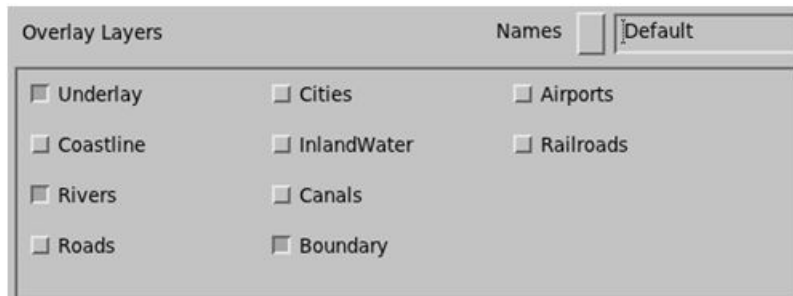 Overlay Layers Names Default
Underlay Cities Airports
Coastline InlandWater Railroads
Rivers Canals
Roads Boundary